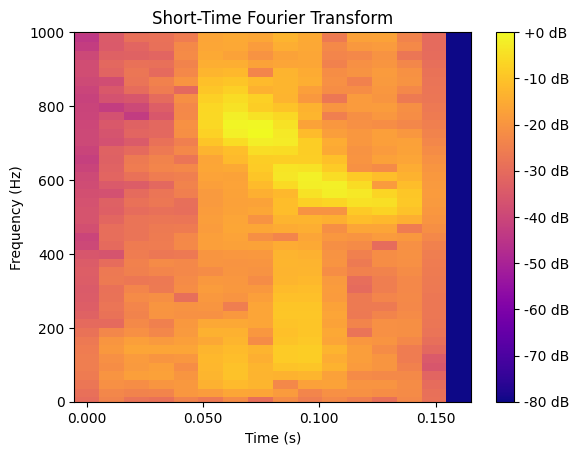 Short-Time Fourier Transform
1000
800
600
400
200
0
Frequency (Hz)
0.000
0.050
0.100
0.150
Time (s)
+0 dB
-10 dB
-20 dB
-30 dB
-40 dB
-50 dB
-60 dB
-70 dB
-80 dB